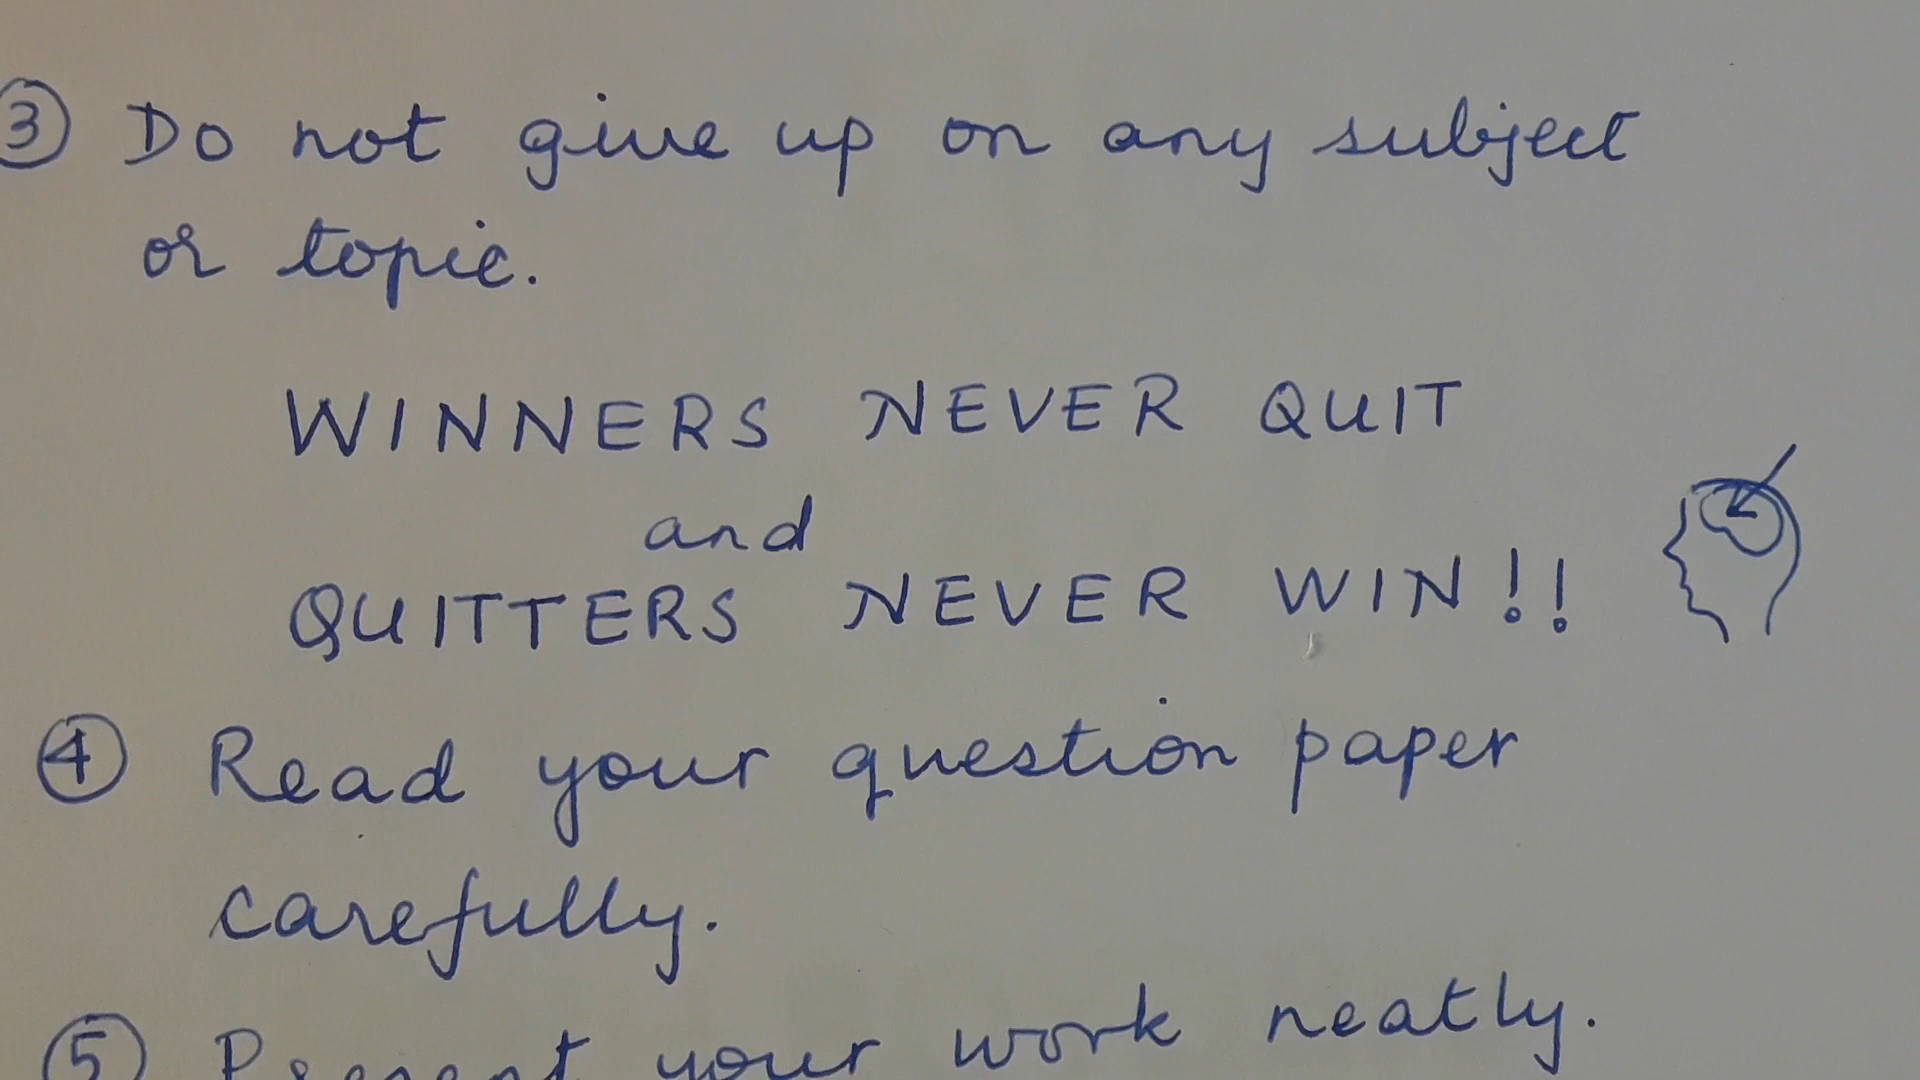 ③ Do not give up on any subject
or topic.
WINNERS NEVER QUIT
and
QUITTERS NEVER WIN!!
④ Read your question paper
carefully.
⑤ Present your work neatly.